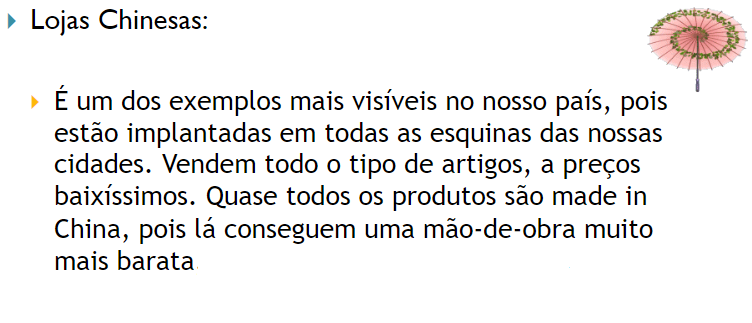 Lojas Chinesas:
É um dos exemplos mais visíveis no nosso país, pois
estão implantadas em todas as esquinas das nossas
cidades. Vendem todo o tipo de artigos, a preços
baixíssimos. Quase todos os produtos são made in
China, pois lá conseguem uma mão-de-obra muito
mais barata.